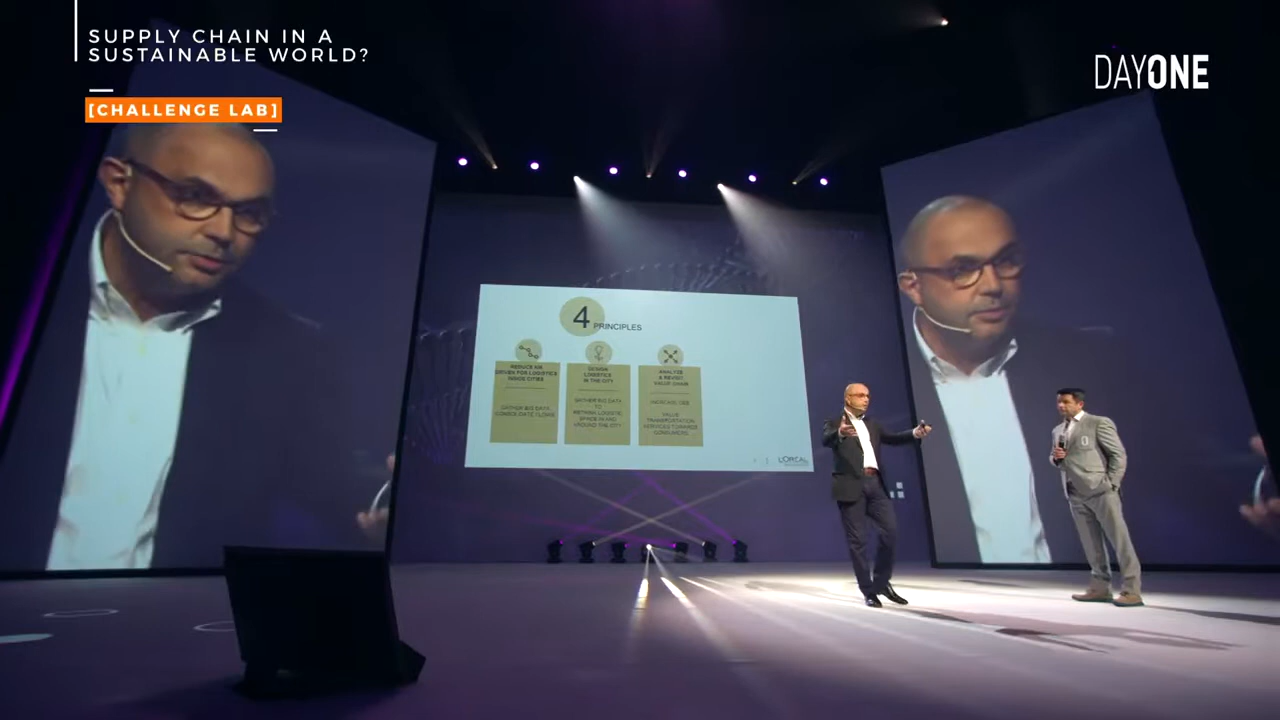 SUPPLY CHAIN IN A
SUSTAINABLE WORLD?
[CHALLENGE LAB]
DAYONE
4 PRINCIPLES
REDUCE KM
DRIVEN FOR LOGISTICS
INSIDE CITIES
GATHER BIG DATA
CONSOLIDATE FLOWS
DESIGN
LOGISTICS
IN THE CITY
GATHER BIG DATA
TO
RETHINK LOGISTIC
SPACE IN AND
AROUND THE CITY
ANALYZE
& REVISIT
VALUE CHAIN
VALUE
TRANSPORTATION
SERVICES TOWARDS
CONSUMERS
L'ORÉAL